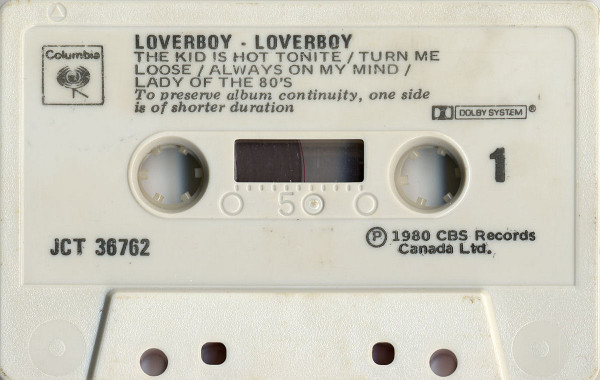 Columbia
LOVERBOY - LOVERBOY
THE KID IS HOT TONITE / TURN ME
LOOSE / ALWAYS ON MY MIND /
LADY OF THE 80'S
To preserve album continuity, one side
is of shorter duration
DOLBY SYSTEM ®
1
5
JCT 36762
Ⓟ 1980 CBS Records
Canada Ltd.